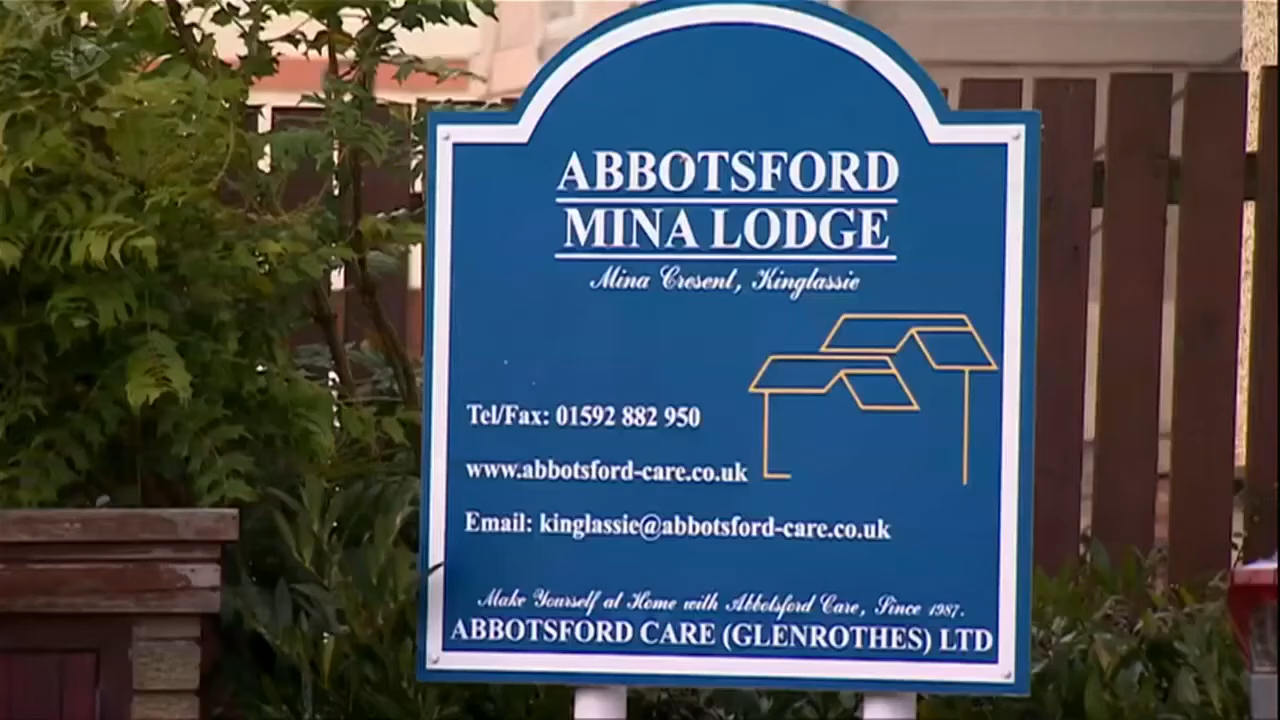 stv
ABBOTSFORD
MINA LODGE
Mina Cresent, Kinglassie
Tel/Fax: 01592 882 950
www.abbotsford-care.co.uk
Email: kinglassie@abbotsford-care.co.uk
Make Yourself at Home with Abbotsford Care, Since 1987.
ABBOTSFORD CARE (GLENROTHES) LTD